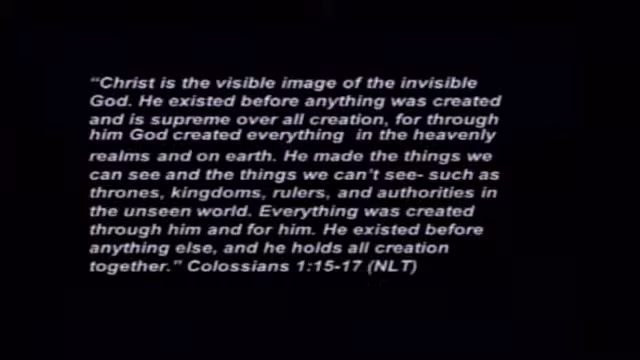 “Christ is the visible image of the invisible
God. He existed before anything was created
and is supreme over all creation, for through
him God created everything in the heavenly
realms and on earth. He made the things we
can see and the things we can't see- such as
thrones, kingdoms, rulers, and authorities in
the unseen world. Everything was created
through him and for him. He existed before
anything else, and he holds all creation
together.” Colossians 1:15-17 (NLT)